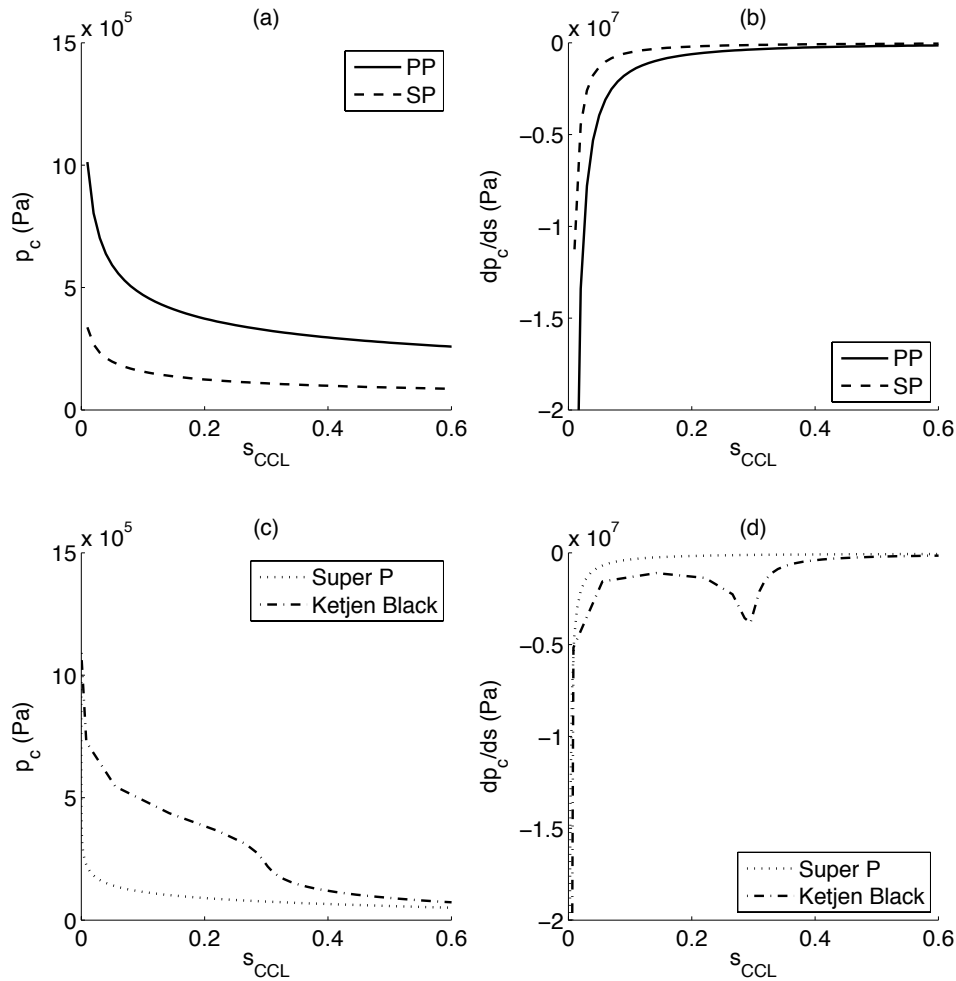 (a)
x 10^5
15
10
5
0
p_c (Pa)
0
0.2
0.4
0.6
s_CCL
PP
SP
(b)
x 10^7
0
−0.5
−1
−1.5
−2
dp_c/ds (Pa)
0
0.2
0.4
0.6
s_CCL
PP
SP
(c)
x 10^5
15
10
5
0
p_c (Pa)
0
0.2
0.4
0.6
s_CCL
Super P
Ketjen Black
(d)
x 10^7
0
−0.5
−1
−1.5
−2
dp_c/ds (Pa)
0
0.2
0.4
0.6
s_CCL
Super P
Ketjen Black